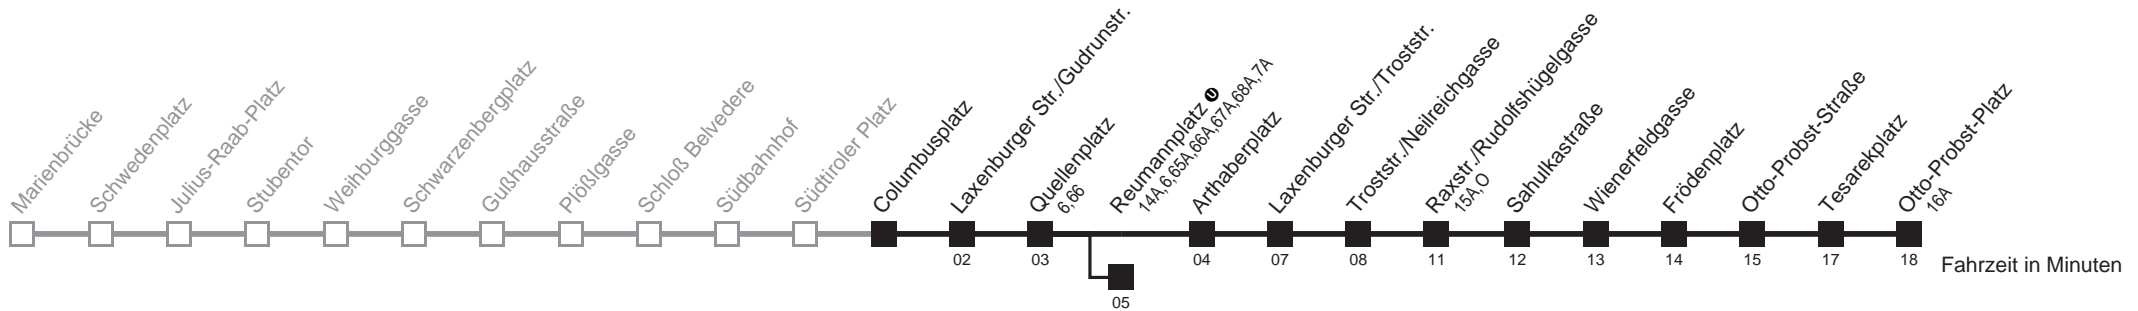 Marienbrücke
Schwedenplatz
Julius-Raab-Platz
Stubentor
Weihburggasse
Schwarzenbergplatz
Gußhausstraße
Plößlgasse
Schloß Belvedere
Südbahnhof
Südtiroler Platz
Columbusplatz
Laxenburger Str./Gudrunstr.
Quellenplatz
6,66
Reumannplatz U
14A,6,65A,66A,67A,68A,7A
Arthaberplatz
Laxenburger Str./Troststr.
Troststr./Neilreichgasse
Raxstr./Rudolfshügelgasse
15A,O
Sahulkastraße
Wienerfeldgasse
Frödenplatz
Otto-Probst-Straße
Tesarekplatz
Otto-Probst-Platz
16A
02 03 04 07 08 11 12 13 14 15 17 18
Fahrzeit in Minuten
05